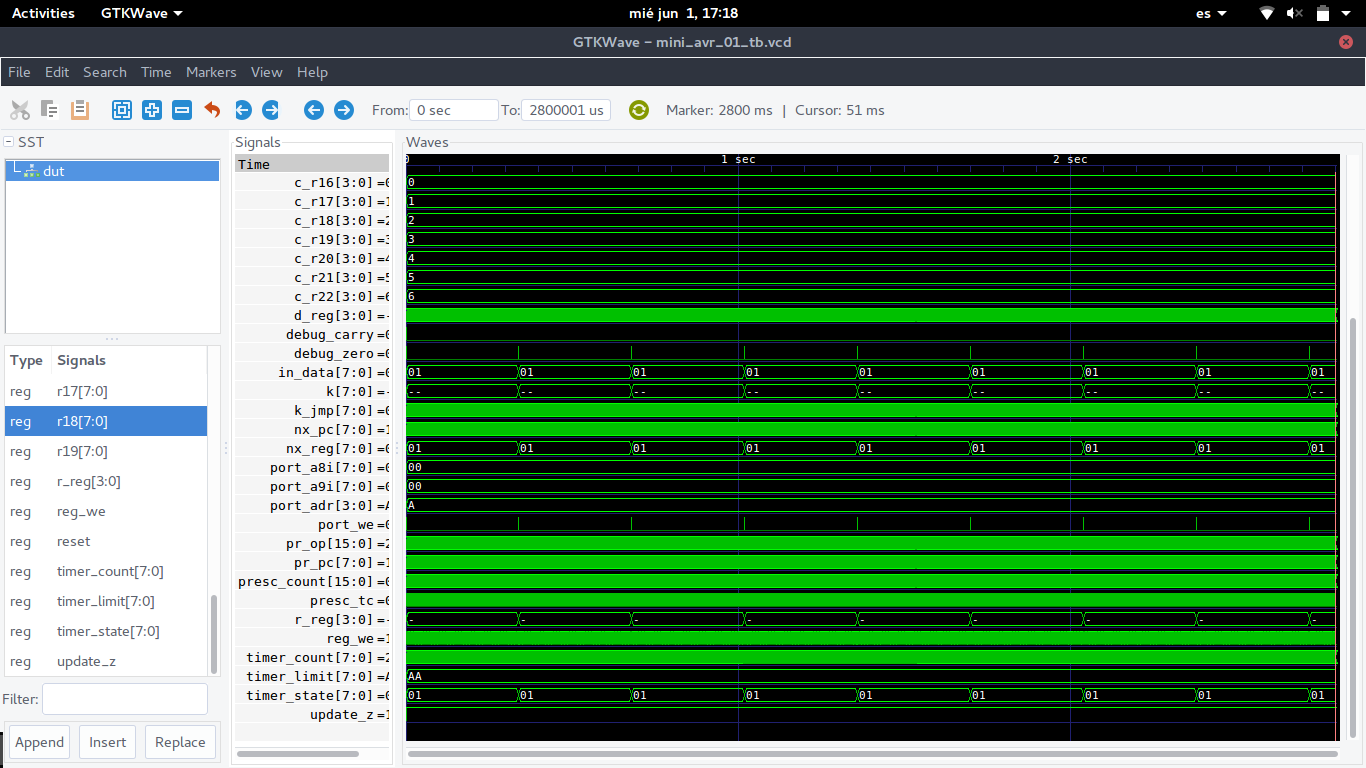 Activities GTKWave mié jun 1, 17:18 es
GTKWave – mini_avr_01_tb.vcd
File Edit Search Time Markers View Help
From: 0 sec To: 2800001 us Marker: 2800 ms | Cursor: 51 ms
SST
dut
Type Signals
reg r17[7:0]
reg r18[7:0]
reg r19[7:0]
reg r_reg[3:0]
reg reg_we
reg reset
reg timer_count[7:0]
reg timer_limit[7:0]
reg timer_state[7:0]
reg update_z
Filter:
Append Insert Replace
Signals
Time
c_r16[3:0] =0
c_r17[3:0] =1
c_r18[3:0] =2
c_r19[3:0] =3
c_r20[3:0] =4
c_r21[3:0] =5
c_r22[3:0] =6
d_reg[3:0] =-
debug_carry =0
debug_zero =0
in_data[7:0] =0
k[7:0] =-
k_jmp[7:0] =0
nx_pc[7:0] =1
nx_reg[7:0] =0
port_a8i[7:0] =0
port_a9i[7:0] =0
port_adr[3:0] =A
port_we =0
pr_op[15:0] =2
pr_pc[7:0] =1
presc_count[15:0] =0
presc_tc =0
r_reg[3:0] =-
reg_we =1
timer_count[7:0] =2
timer_limit[7:0] =A
timer_state[7:0] =0
update_z =1
Waves
0 1 sec 2 sec
0
1
2
3
4
5
6
01 01 01 01 01 01 01 01 01
-- -- -- -- -- -- -- -- --
01 01 01 01 01 01 01 01 01
00
00
A
- - - - - - - - -
AA
01 01 01 01 01 01 01 01 01